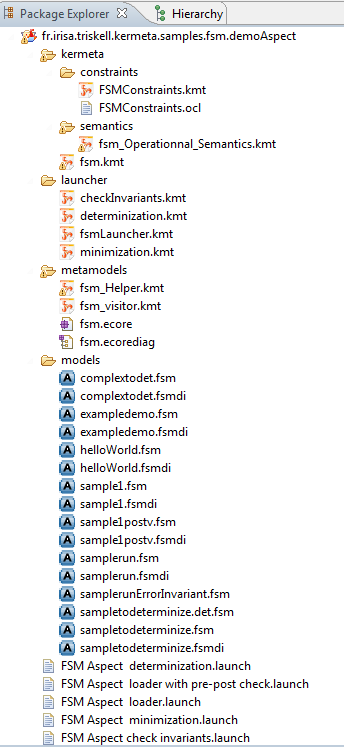 Package Explorer
Hierarchy
fr.irisa.triskell.kermeta.samples.fsm.demoAspect
kermeta
constraints
FSMConstraints.kmt
FSMConstraints.ocl
semantics
fsm_Operationnal_Semantics.kmt
fsm.kmt
launcher
checkInvariants.kmt
determinization.kmt
fsmLauncher.kmt
minimization.kmt
metamodels
fsm_Helper.kmt
fsm_visitor.kmt
fsm.ecore
fsm.ecorediag
models
complextodet.fsm
complextodet.fsmdi
exampledemo.fsm
exampledemo.fsmdi
helloWorld.fsm
helloWorld.fsmdi
sample1.fsm
sample1.fsmdi
sample1postv.fsm
sample1postv.fsmdi
samplerun.fsm
samplerun.fsmdi
samplerunErrorInvariant.fsm
sampletodeterminize.det.fsm
sampletodeterminize.fsm
sampletodeterminize.fsmdi
FSM Aspect  determinization.launch
FSM Aspect  loader with pre-post check.launch
FSM Aspect  loader.launch
FSM Aspect  minimization.launch
FSM Aspect check invariants.launch